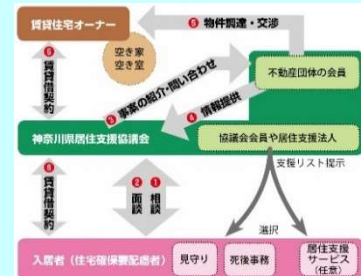 賃貸住宅オーナー
❺ 物件調達・交渉
空き家
空き室
❻
賃貸借契約
❸ 事案の紹介・問い合わせ
❹ 情報提供
不動産団体の会員
神奈川県居住支援協議会
協議会会員や居住支援法人
支援リスト提示
❻
賃貸借契約
❷ 面談
❶ 相談
選択
入居者（住宅確保要配慮者）
見守り
死後事務
居住支援
サービス
（任意）